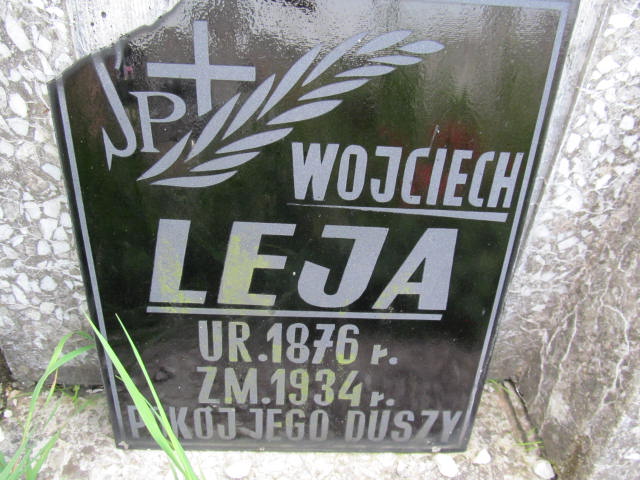 ŚP
WOJCIECH
LEJA
UR. 1876 r.
ZM. 1934 r.
POKÓJ JEGO DUSZY